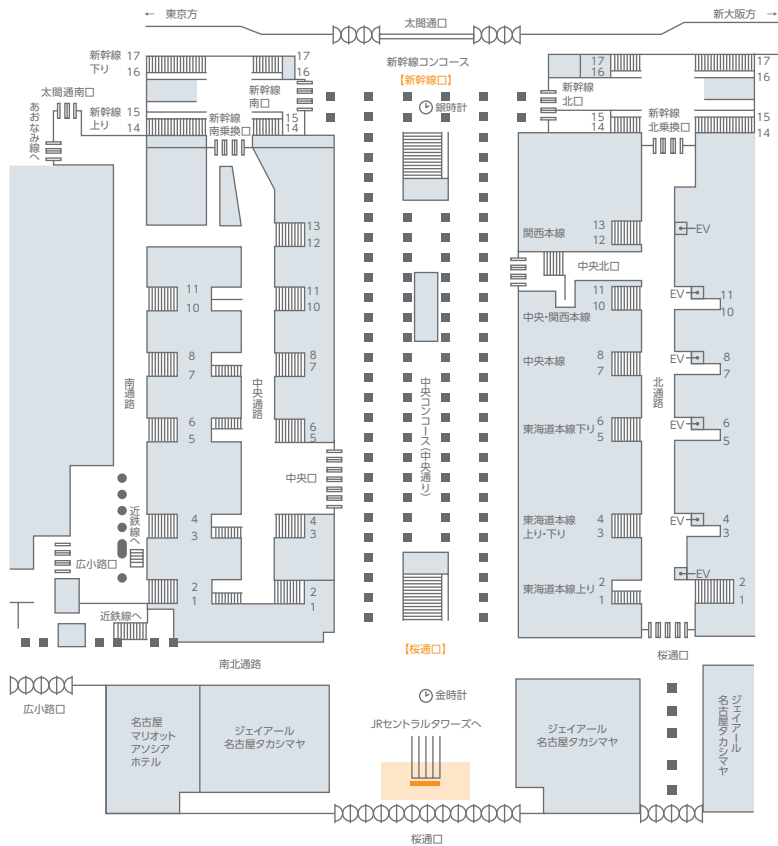 ← 東京方
太閤通口
新大阪方 →
新幹線
下り
17
16
17
16
新幹線コンコース
【新幹線口】
17
16
17
16
太閤通南口
新幹線
南口
新幹線
北口
あおなみ線へ
新幹線
上り
15
14
新幹線
南乗換口
15
14
銀時計
15
14
新幹線
北乗換口
15
14
13
12
関西本線
13
12
EV
中央北口
11
10
11
10
中央・関西本線
11
10
EV
11
10
南通路
8
7
中央通路
8
7
中央コンコース(中央通り)
中央本線
8
7
北通路
EV
8
7
6
5
6
5
東海道本線下り
6
5
EV
6
5
中央口
近鉄線へ
4
3
4
3
東海道本線
上り・下り
4
3
EV
4
3
広小路口
2
1
2
1
東海道本線上り
2
1
EV
2
1
近鉄線へ
南北通路
【桜通口】
桜通口
広小路口
金時計
JRセントラルタワーズへ
名古屋
マリオット
アソシア
ホテル
ジェイアール
名古屋タカシマヤ
ジェイアール
名古屋タカシマヤ
ジェイアール
名古屋タカシマヤ
桜通口